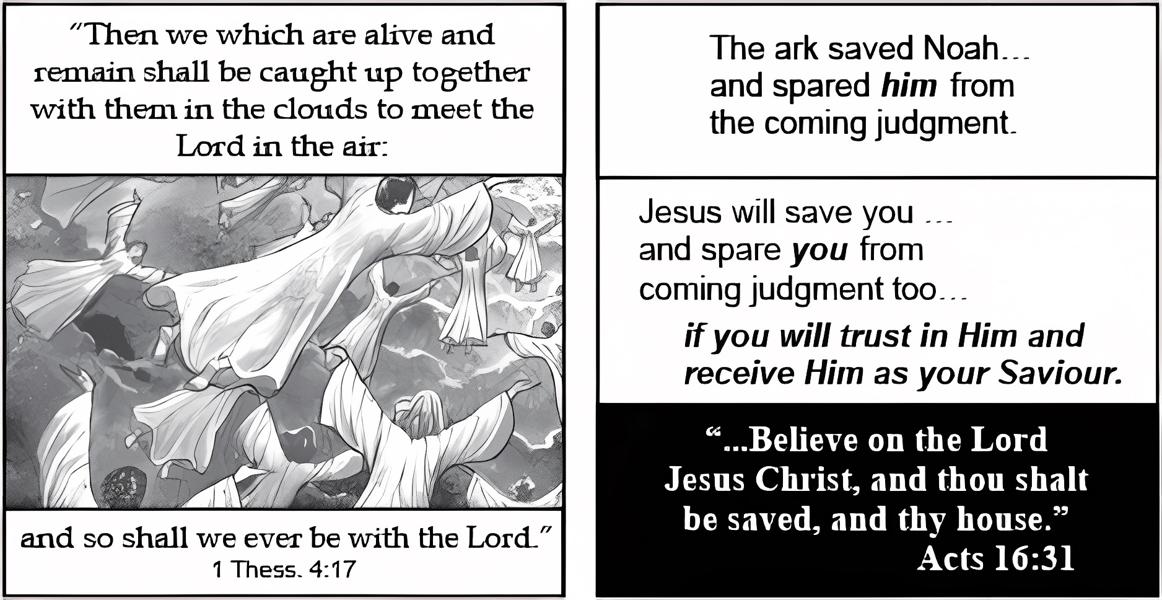 “Then we which are alive and
remain shall be caught up together
with them in the clouds to meet the
Lord in the air:
and so shall we ever be with the Lord.”
1 Thess. 4:17
The ark saved Noah...
and spared him from
the coming judgment.
Jesus will save you ...
and spare you from
coming judgment too...
if you will trust in Him and
receive Him as your Saviour.
“...Believe on the Lord
Jesus Christ, and thou shalt
be saved, and thy house.”
Acts 16:31